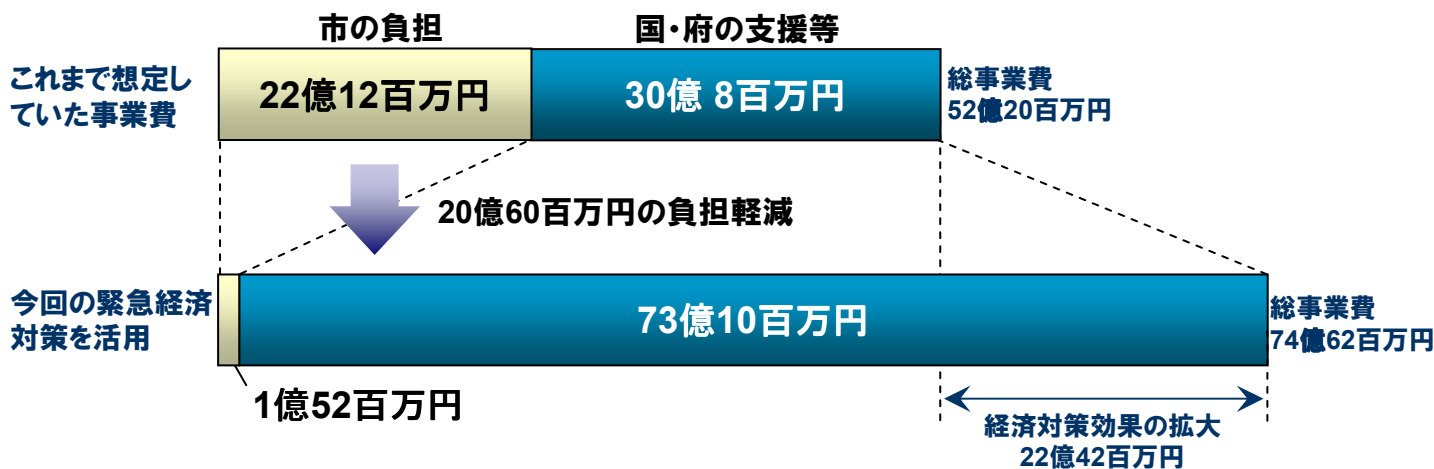 市の負担
国・府の支援等
これまで想定し
ていた事業費
22億12百万円
30億 8百万円
総事業費
52億20百万円
20億60百万円の負担軽減
今回の緊急経済
対策を活用
73億10百万円
総事業費
74億62百万円
1億52百万円
経済対策効果の拡大
22億42百万円